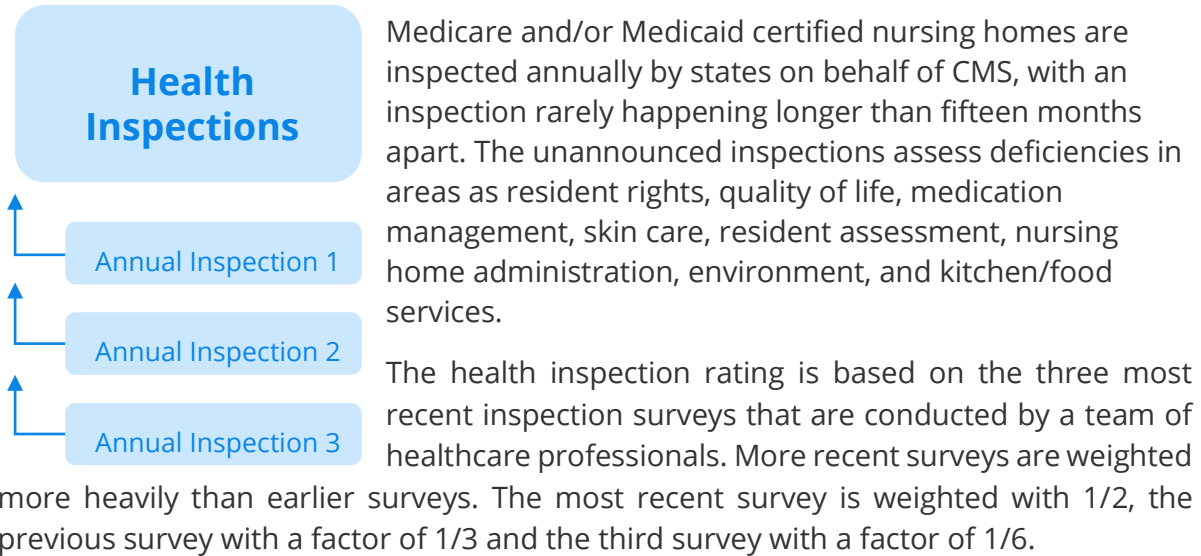 Health
Inspections
Annual Inspection 1
Annual Inspection 2
Annual Inspection 3
Medicare and/or Medicaid certified nursing homes are
inspected annually by states on behalf of CMS, with an
inspection rarely happening longer than fifteen months
apart. The unannounced inspections assess deficiencies in
areas as resident rights, quality of life, medication
management, skin care, resident assessment, nursing
home administration, environment, and kitchen/food
services.
The health inspection rating is based on the three most
recent inspection surveys that are conducted by a team of
healthcare professionals. More recent surveys are weighted
more heavily than earlier surveys. The most recent survey is weighted with 1/2, the
previous survey with a factor of 1/3 and the third survey with a factor of 1/6.